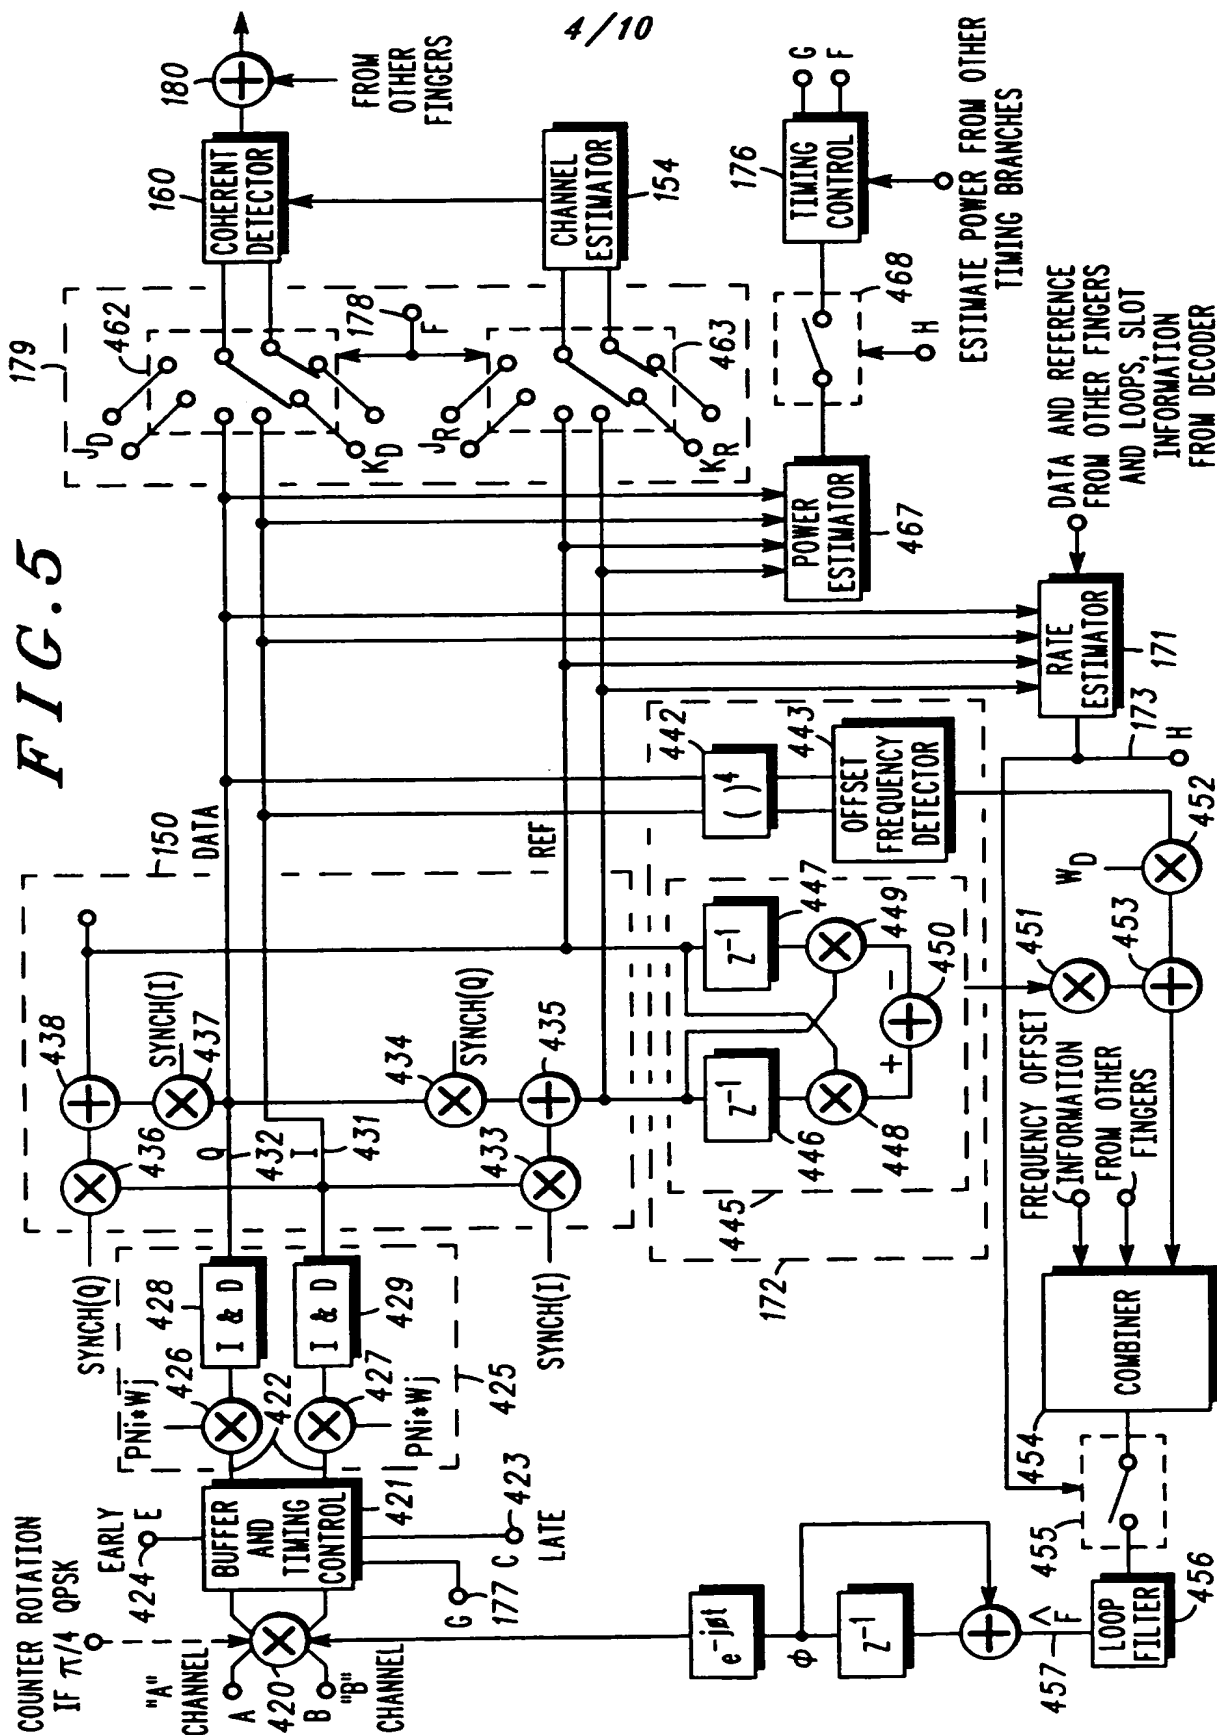 4/10
FIG.5
COUNTER ROTATION
IF π/4 QPSK
EARLY
E
424
"A"
CHANNEL
A
420
B
"B"
CHANNEL
BUFFER
AND
TIMING
CONTROL
421
G
177
C
423
LATE
422
PNi*Wj
426
I & D
428
427
PNi*Wj
I & D
429
425
SYNCH(Q)
SYNCH(I)
436
438
SYNCH(I)
437
Q
432
I
431
434
SYNCH(Q)
433
435
150
DATA
REF
179
462
JD
KD
178
F
JR
KR
463
COHERENT
DETECTOR
160
180
FROM
OTHER
FINGERS
CHANNEL
ESTIMATOR
154
POWER
ESTIMATOR
467
468
H
TIMING
CONTROL
176
G
F
ESTIMATE POWER FROM OTHER
TIMING BRANCHES
RATE
ESTIMATOR
171
173
H
DATA AND REFERENCE
FROM OTHER FINGERS
AND LOOPS, SLOT
INFORMATION
FROM DECODER
172
445
Z-1
446
Z-1
447
448
449
+
-
450
( )4
442
OFFSET
FREQUENCY
DETECTOR
443
WD
452
451
453
FREQUENCY OFFSET
INFORMATION
FROM OTHER
FINGERS
COMBINER
454
455
LOOP
FILTER
456
^
F
457
Z-1
ϕ
e-jøt